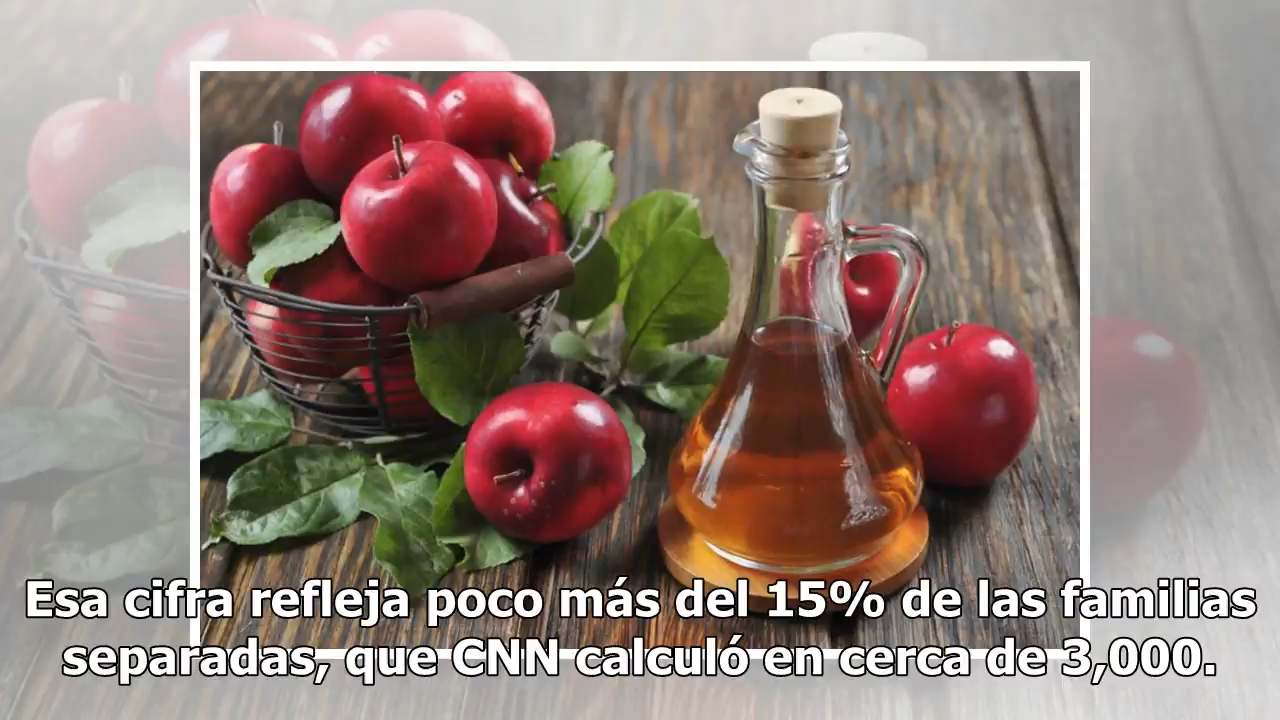 Esa cifra refleja poco más del 15% de las familias
separadas, que CNN calculó en cerca de 3,000.